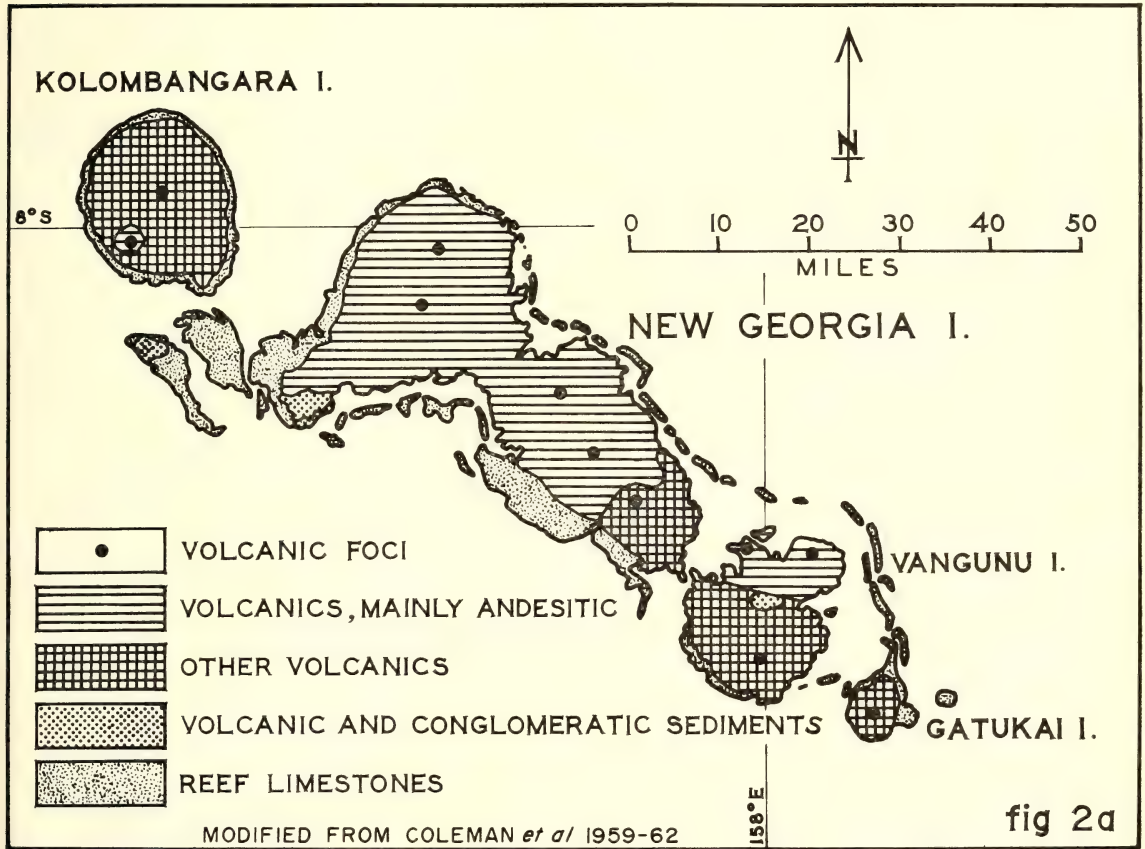 KOLOMBANGARA I.
N
8°S
0 10 20 30 40 50
MILES
NEW GEORGIA I.
VOLCANIC FOCI
VANGUNU I.
VOLCANICS, MAINLY ANDESITIC
OTHER VOLCANICS
VOLCANIC AND CONGLOMERATIC SEDIMENTS
GATUKAI I.
REEF LIMESTONES
158°E
MODIFIED FROM COLEMAN et al 1959-62
fig 2a